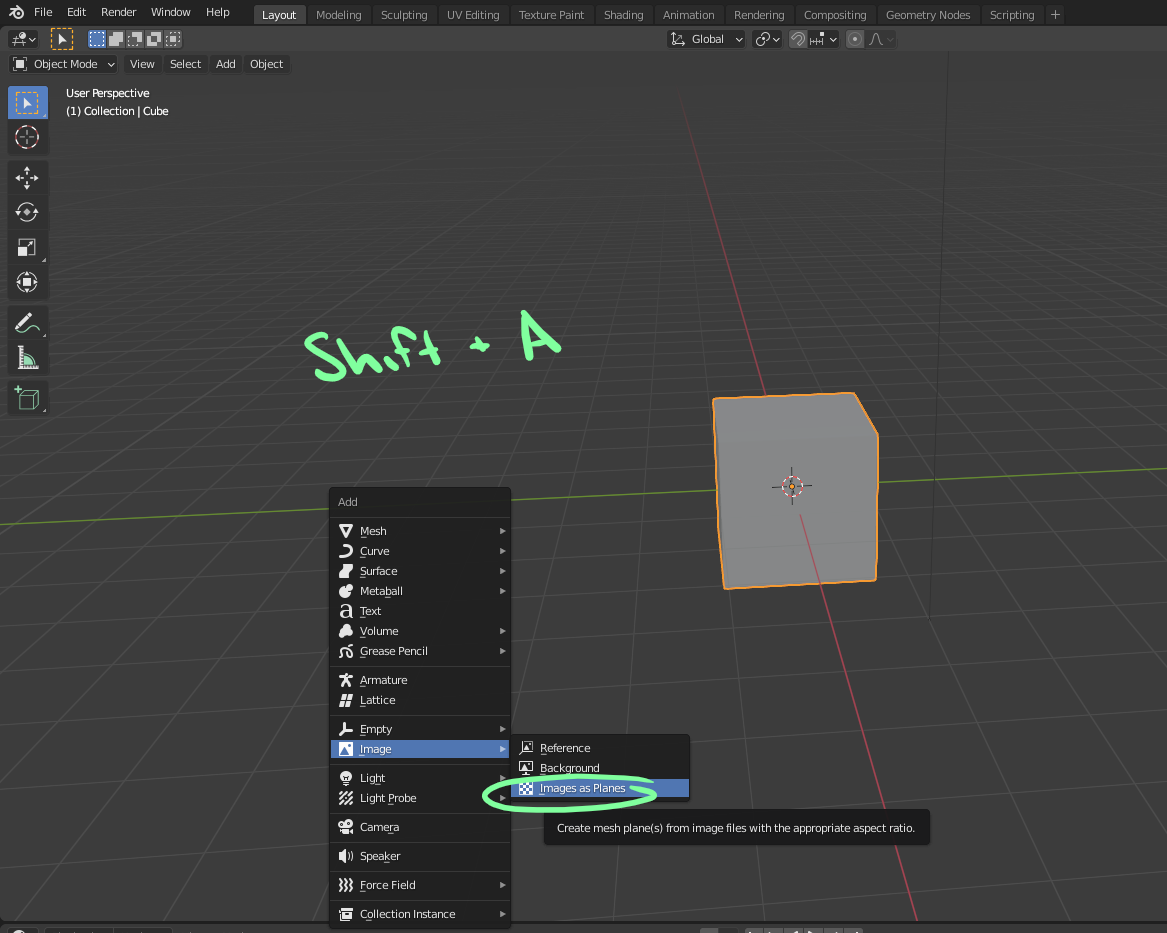 File Edit Render Window Help Layout Modeling Sculpting UV Editing Texture Paint Shading Animation Rendering Compositing Geometry Nodes Scripting +
Global
Object Mode View Select Add Object
User Perspective
(1) Collection | Cube
Shift + A
Add
Mesh
Curve
Surface
Metaball
Text
Volume
Grease Pencil
Armature
Lattice
Empty
Image
Reference
Background
Images as Planes
Light
Light Probe
Create mesh plane(s) from image files with the appropriate aspect ratio.
Camera
Speaker
Force Field
Collection Instance